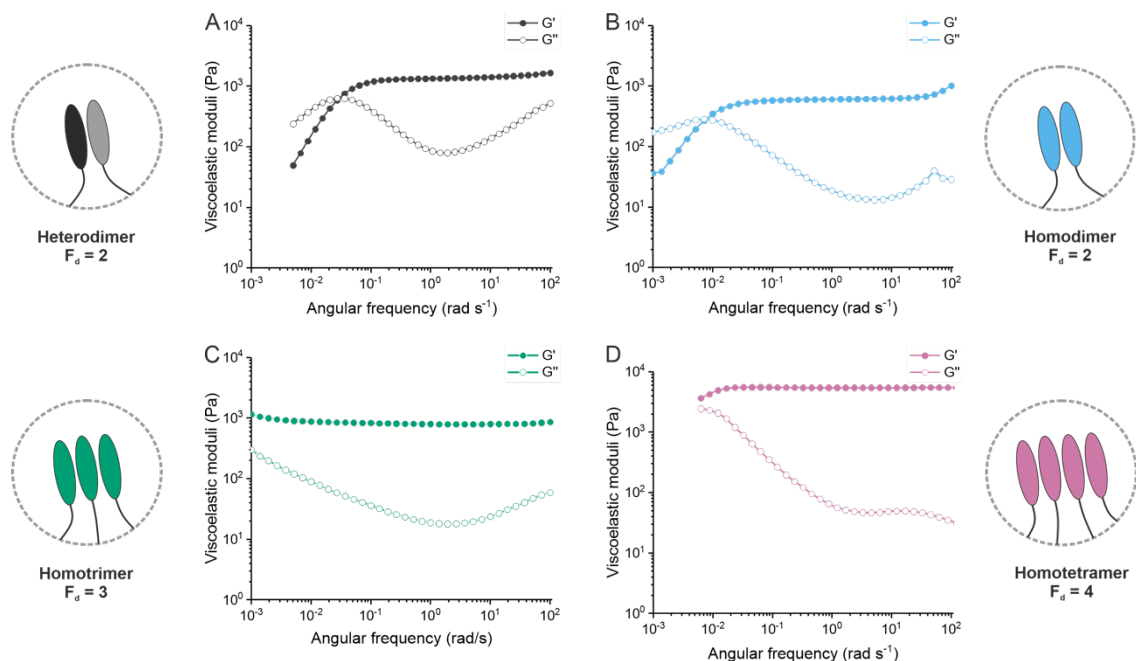 A
G'
G''
10⁴
10³
10²
10¹
10⁰
Viscoelastic moduli (Pa)
10⁻³ 10⁻² 10⁻¹ 10⁰ 10¹ 10²
Angular frequency (rad s⁻¹)
Heterodimer
F_d = 2
B
G'
G''
10⁴
10³
10²
10¹
10⁰
Viscoelastic moduli (Pa)
10⁻³ 10⁻² 10⁻¹ 10⁰ 10¹ 10²
Angular frequency (rad s⁻¹)
Homodimer
F_d = 2
C
G'
G''
10⁴
10³
10²
10¹
10⁰
Viscoelastic moduli (Pa)
10⁻³ 10⁻² 10⁻¹ 10⁰ 10¹ 10²
Angular frequency (rad/s)
Homotrimer
F_d = 3
D
G'
G''
10⁴
10³
10²
10¹
10⁰
Viscoelastic moduli (Pa)
10⁻³ 10⁻² 10⁻¹ 10⁰ 10¹ 10²
Angular frequency (rad s⁻¹)
Homotetramer
F_d = 4